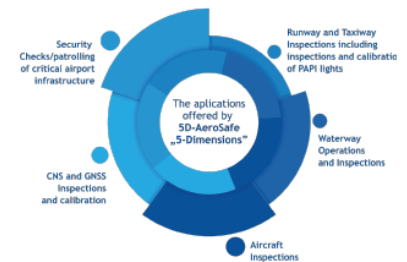 Security
Checks/patrolling
of critical airport
infrastructure
Runway and Taxiway
Inspections including
inspections and calibratio
of PAPI lights
The aplications
offered by
5D-AeroSafe
„5-Dimensions”
Waterway
Operations
and Inspections
CNS and GNSS
inspections
and calibration
Aircraft
Inspections